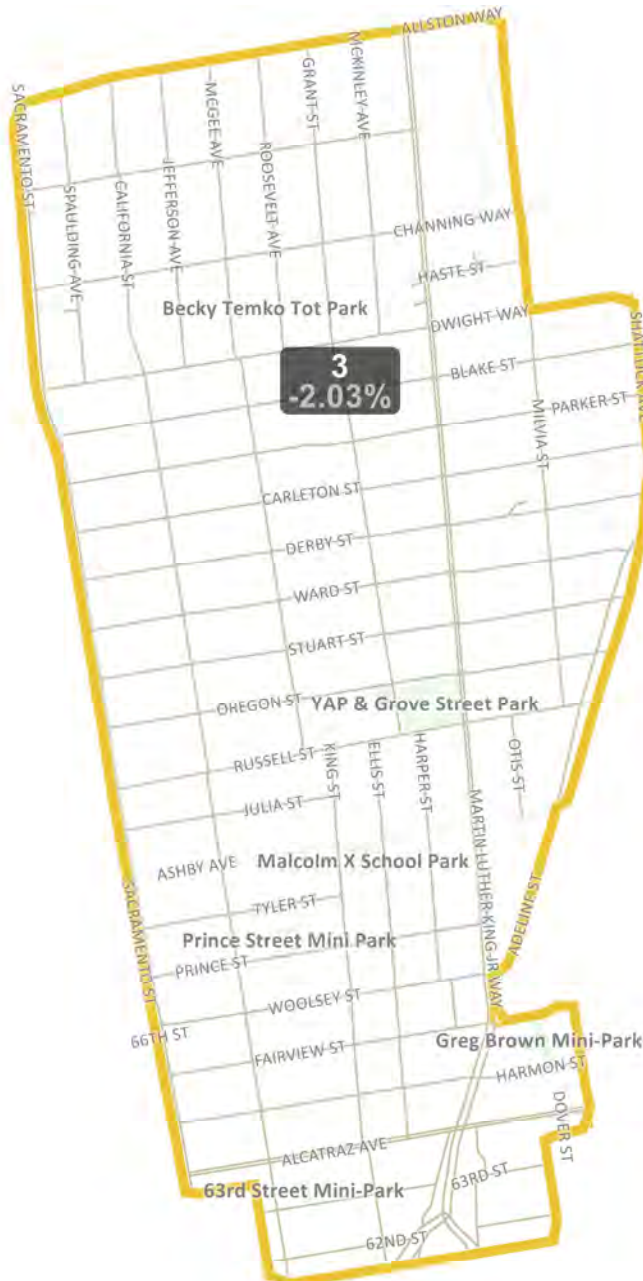 ALLSTON WAY
MCKINLEY AVE
GRANT ST
MCGEE AVE
SACRAMENTO ST
ROOSEVELT AVE
JEFFERSON AVE
CALIFORNIA ST
SPAULDING AVE
CHANNING WAY
HASTE ST
Becky Temko Tot Park
DWIGHT WAY
SHATTUCK AVE
3
-2.03%
BLAKE ST
PARKER ST
MILVIA ST
CARLETON ST
DERBY ST
WARD ST
STUART ST
OREGON ST
YAP & Grove Street Park
RUSSELL ST
KING ST
ELLIS ST
HARPER ST
OTIS ST
JULIA ST
MARTIN LUTHER KING JR WAY
ASHBY AVE
Malcolm X School Park
SACRAMENTO ST
TYLER ST
ADELINE ST
Prince Street Mini Park
PRINCE ST
WOOLSEY ST
66TH ST
Greg Brown Mini-Park
FAIRVIEW ST
HARMON ST
DOVER ST
ALCATRAZ AVE
63rd Street Mini-Park
63RD ST
62ND ST